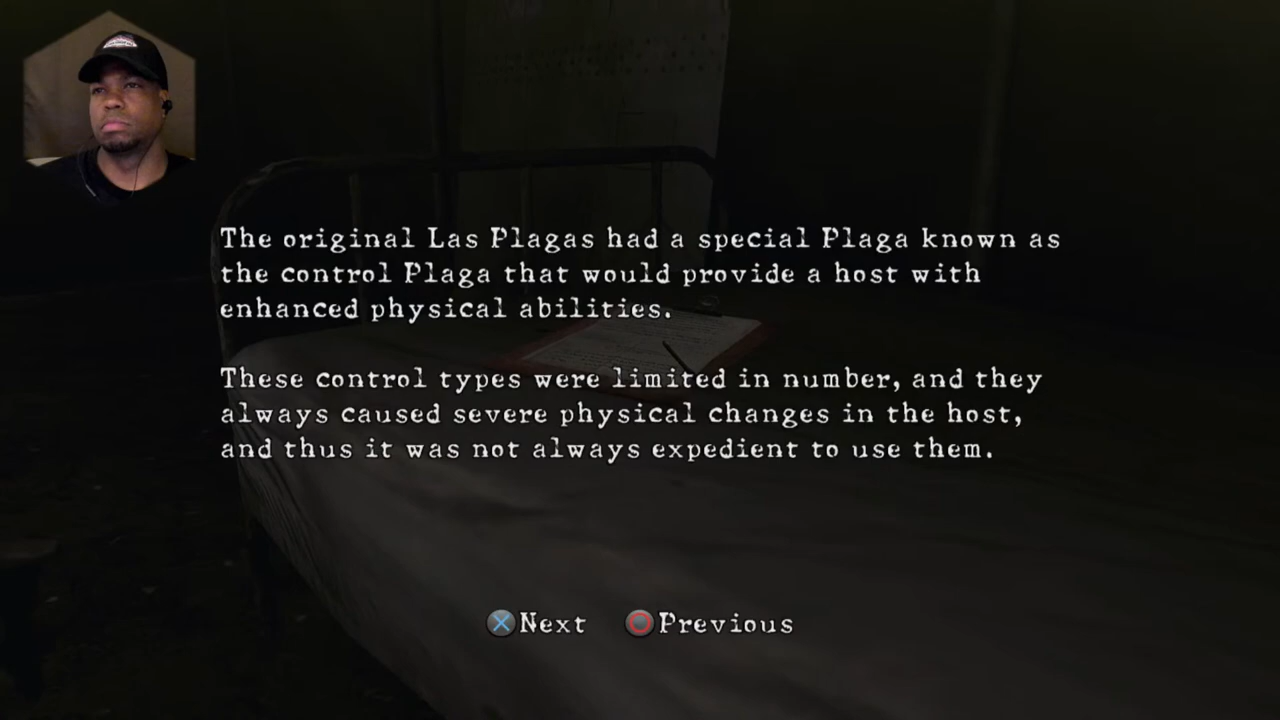 The original Las Plagas had a special Plaga known as
the control Plaga that would provide a host with
enhanced physical abilities.
These control types were limited in number, and they
always caused severe physical changes in the host,
and thus it was not always expedient to use them.
Next Previous